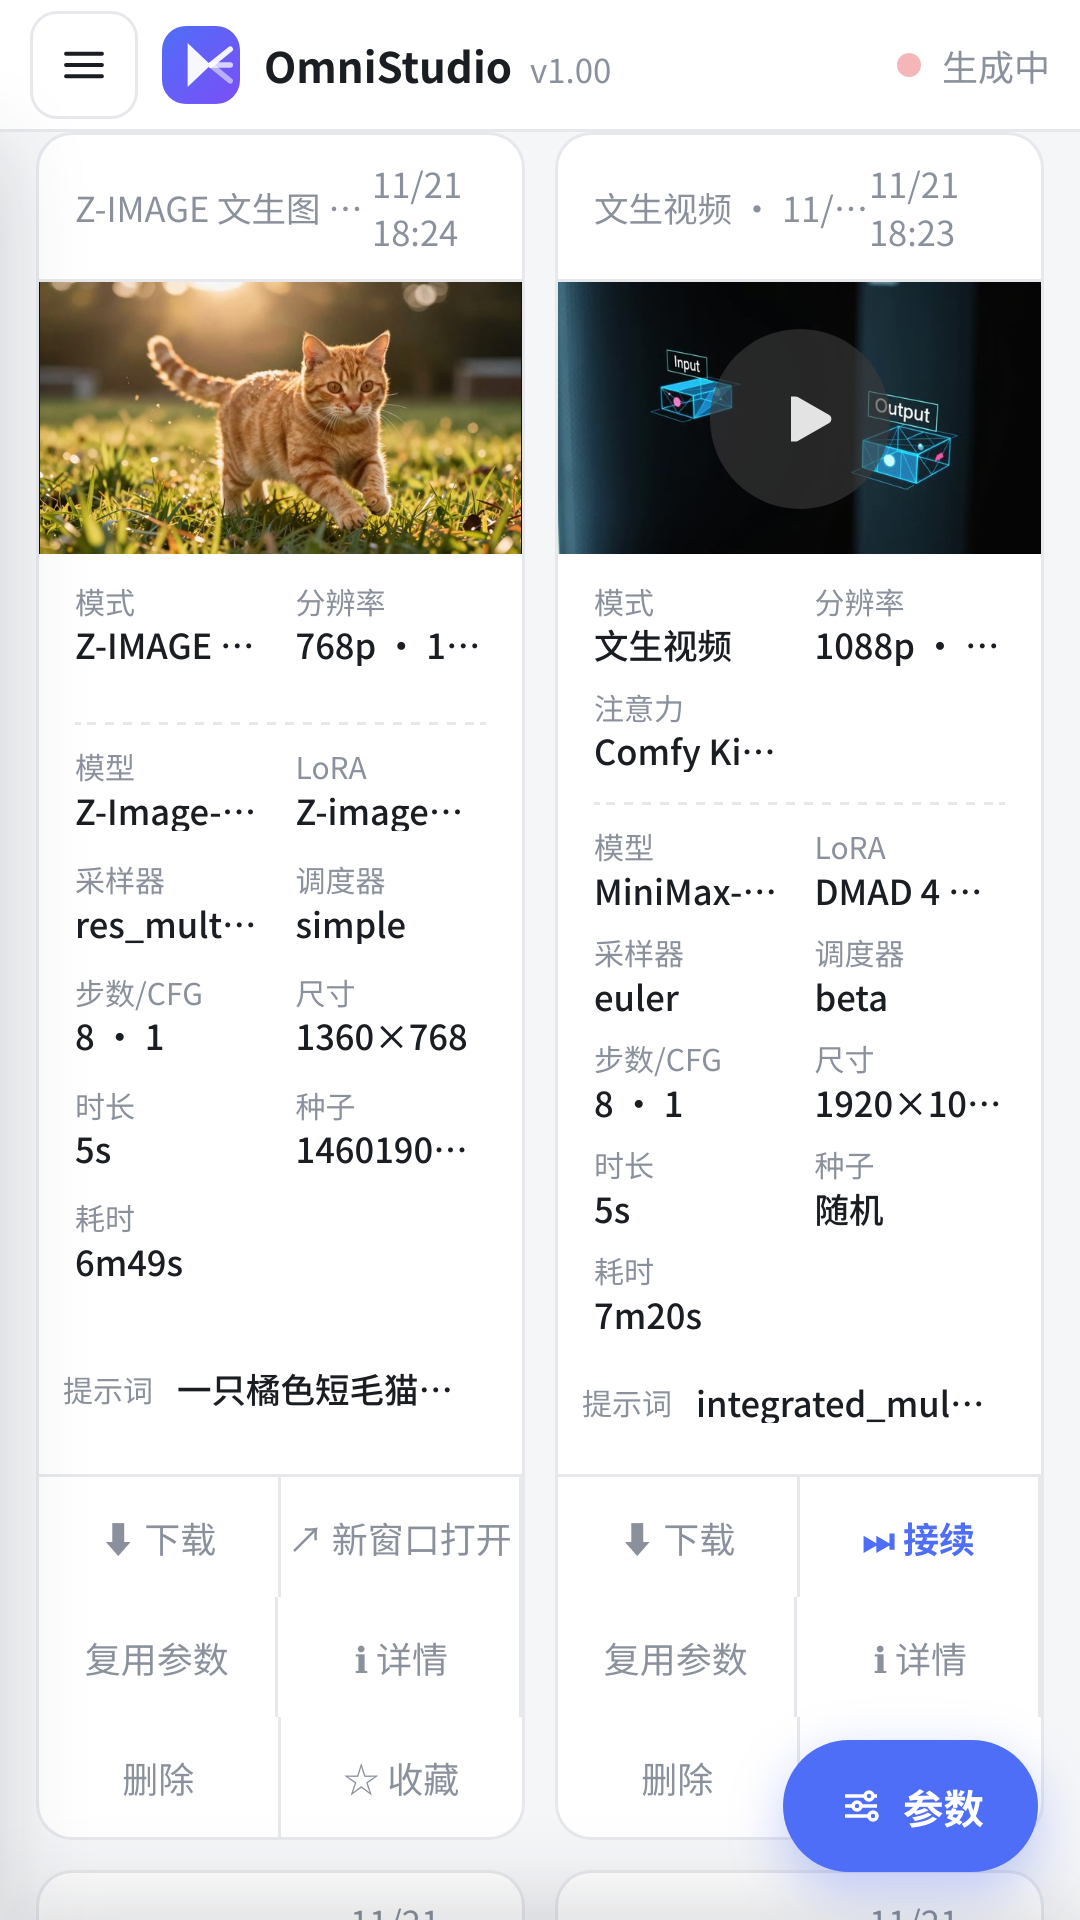 OmniStudio v1.00
生成中
Z-IMAGE 文生图 ···
11/21
18:24
模式
Z-IMAGE ···
分辨率
768p • 1···
模型
Z-Image-···
LoRA
Z-image···
采样器
res_mult···
调度器
simple
步数/CFG
8 • 1
尺寸
1360×768
时长
5s
种子
1460190···
耗时
6m49s
提示词 一只橘色短毛猫···
下载
↗ 新窗口打开
复用参数
ℹ 详情
删除
☆ 收藏
文生视频 • 11/···
11/21
18:23
Input
Output
模式
文生视频
分辨率
1088p • ···
注意力
Comfy Ki···
模型
MiniMax-···
LoRA
DMAD 4 ···
采样器
euler
调度器
beta
步数/CFG
8 • 1
尺寸
1920×10···
时长
5s
种子
随机
耗时
7m20s
提示词 integrated_mul···
下载
接续
复用参数
ℹ 详情
删除
参数
11/21
11/21